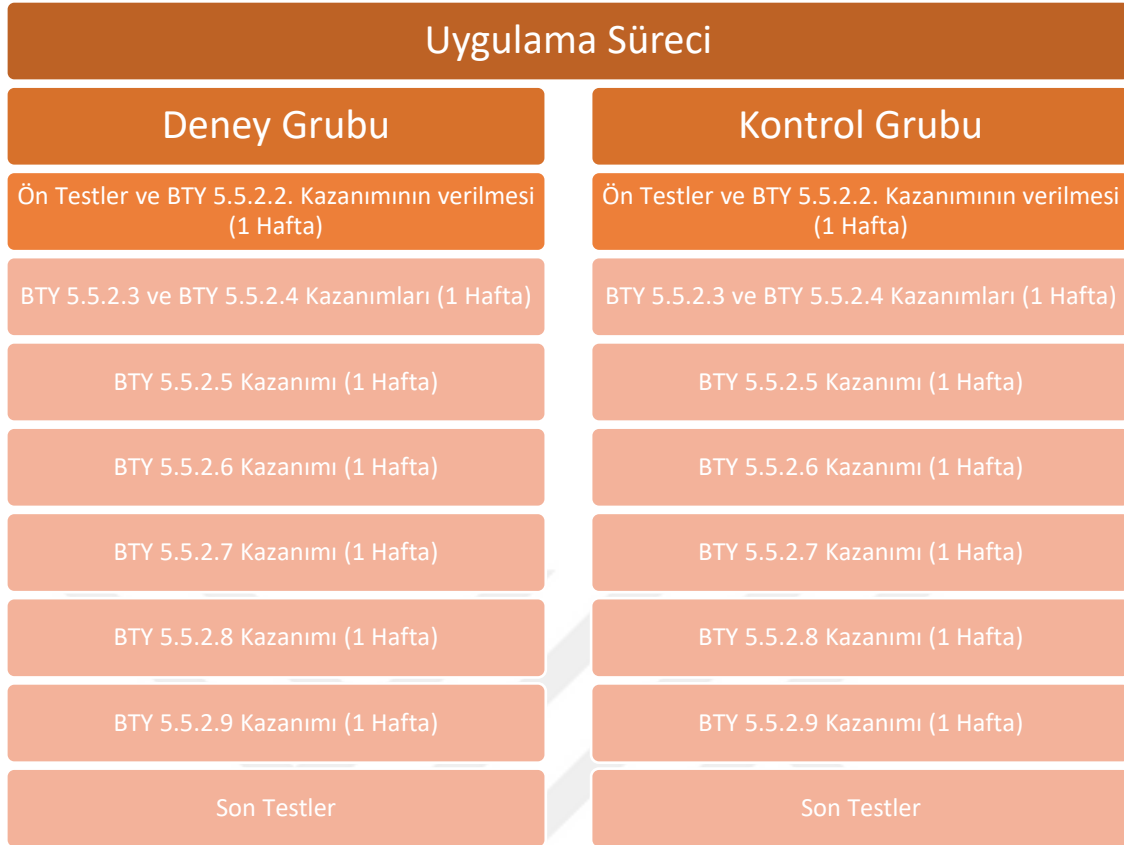 Uygulama Süreci
Deney Grubu
Ön Testler ve BTY 5.5.2.2. Kazanımının verilmesi
(1 Hafta)
BTY 5.5.2.3 ve BTY 5.5.2.4 Kazanımları (1 Hafta)
BTY 5.5.2.5 Kazanımı (1 Hafta)
BTY 5.5.2.6 Kazanımı (1 Hafta)
BTY 5.5.2.7 Kazanımı (1 Hafta)
BTY 5.5.2.8 Kazanımı (1 Hafta)
BTY 5.5.2.9 Kazanımı (1 Hafta)
Son Testler
Kontrol Grubu
Ön Testler ve BTY 5.5.2.2. Kazanımının verilmesi
(1 Hafta)
BTY 5.5.2.3 ve BTY 5.5.2.4 Kazanımları (1 Hafta)
BTY 5.5.2.5 Kazanımı (1 Hafta)
BTY 5.5.2.6 Kazanımı (1 Hafta)
BTY 5.5.2.7 Kazanımı (1 Hafta)
BTY 5.5.2.8 Kazanımı (1 Hafta)
BTY 5.5.2.9 Kazanımı (1 Hafta)
Son Testler